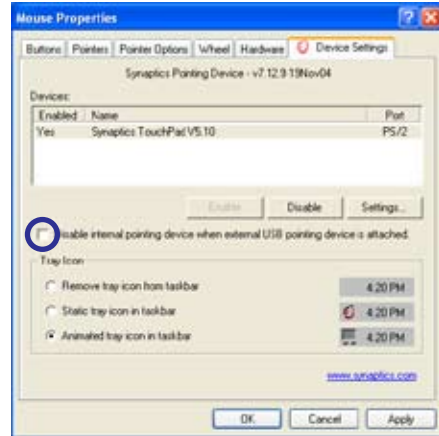 Mouse Properties
Buttons Pointers Pointer Options Wheel Hardware Device Settings
Synaptics Pointing Device - v7.12.9 19Nov04
Devices:
Enabled Name Port
Yes Synaptics TouchPad V5.10 PS/2
Enable Disable Settings...
Disable internal pointing device when external USB pointing device is attached.
Tray Icon
Remove tray icon from taskbar 4:20 PM
Static tray icon in taskbar 4:20 PM
Animated tray icon in taskbar 4:20 PM
www.synaptics.com
OK Cancel Apply